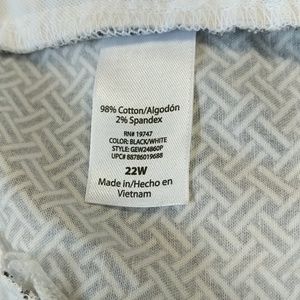 98% Cotton/Algodón
2% Spandex
RN# 19747
COLOR: BLACK/WHITE
STYLE: GEW24860P
UPC# 88786019688
22W
Made in/Hecho en
Vietnam